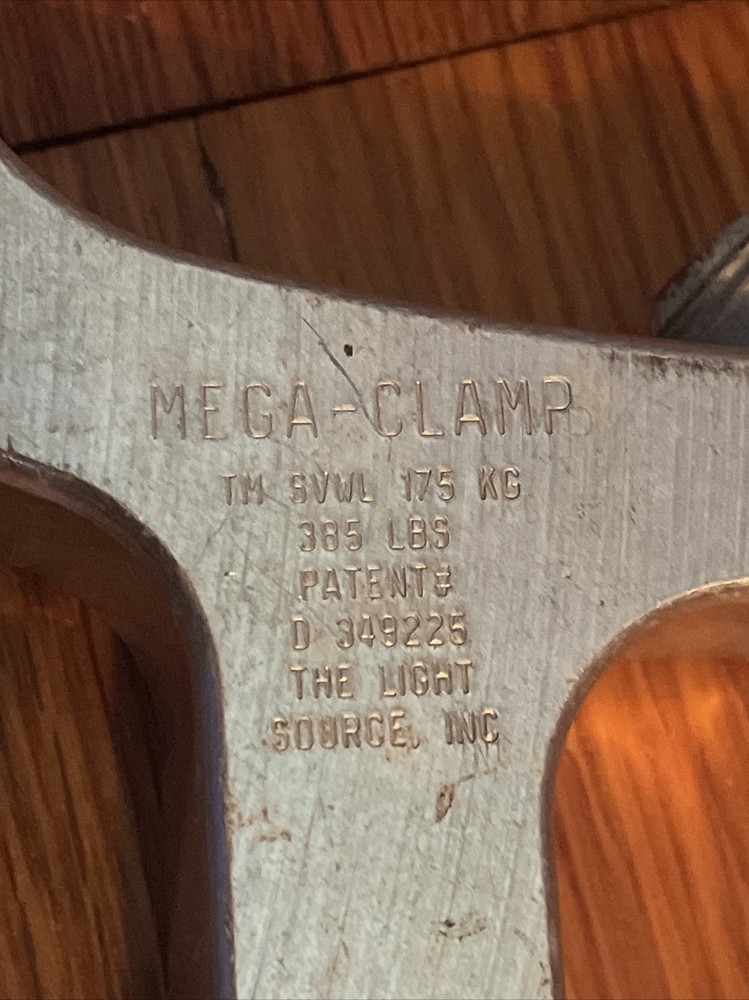 MEGA-CLAMP
TM SVWL 175 KG
385 LBS
PATENT#
D 349225
THE LIGHT
SOURCE, INC